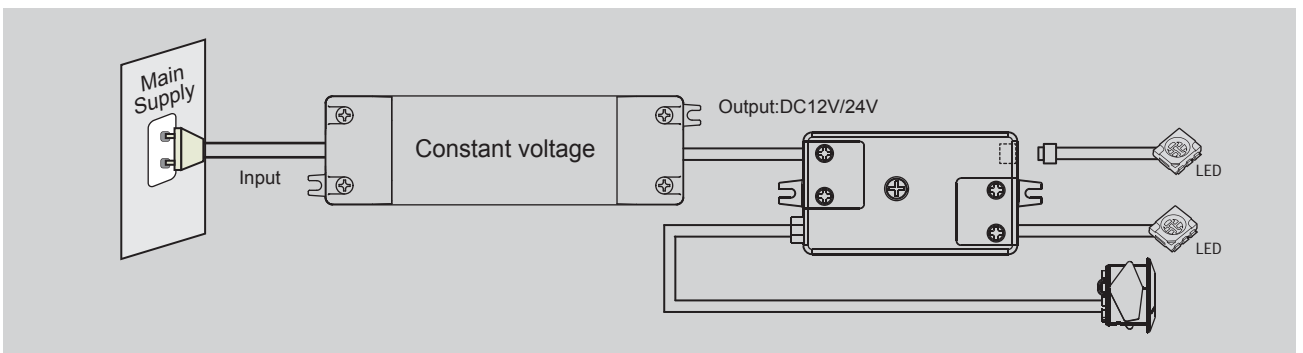 Main
Supply
Input
Constant voltage
Output:DC12V/24V
LED
LED